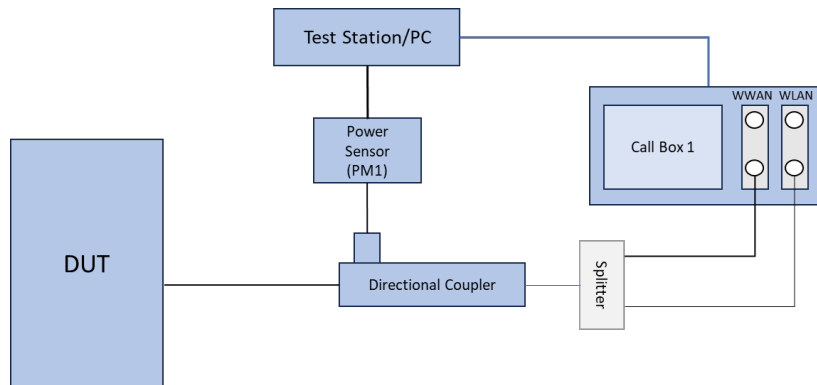 Test Station/PC
WWAN WLAN
Power
Sensor
(PM1)
Call Box 1
DUT
Directional Coupler
Splitter